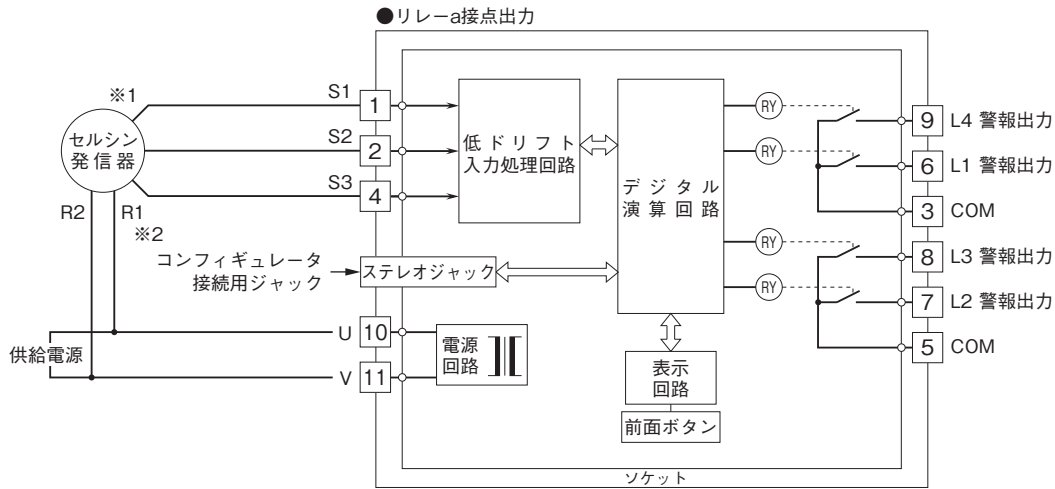 ●リレーa接点出力
※1
セルシン
発信器
S1
1
S2
2
S3
4
R2
R1
※2
低ドリフト
入力処理回路
デジタル
演算回路
RY
RY
RY
RY
9
L4 警報出力
6
L1 警報出力
3
COM
8
L3 警報出力
7
L2 警報出力
5
COM
コンフィギュレータ
接続用ジャック
ステレオジャック
供給電源
U
10
V
11
電源
回路
表示
回路
前面ボタン
ソケット